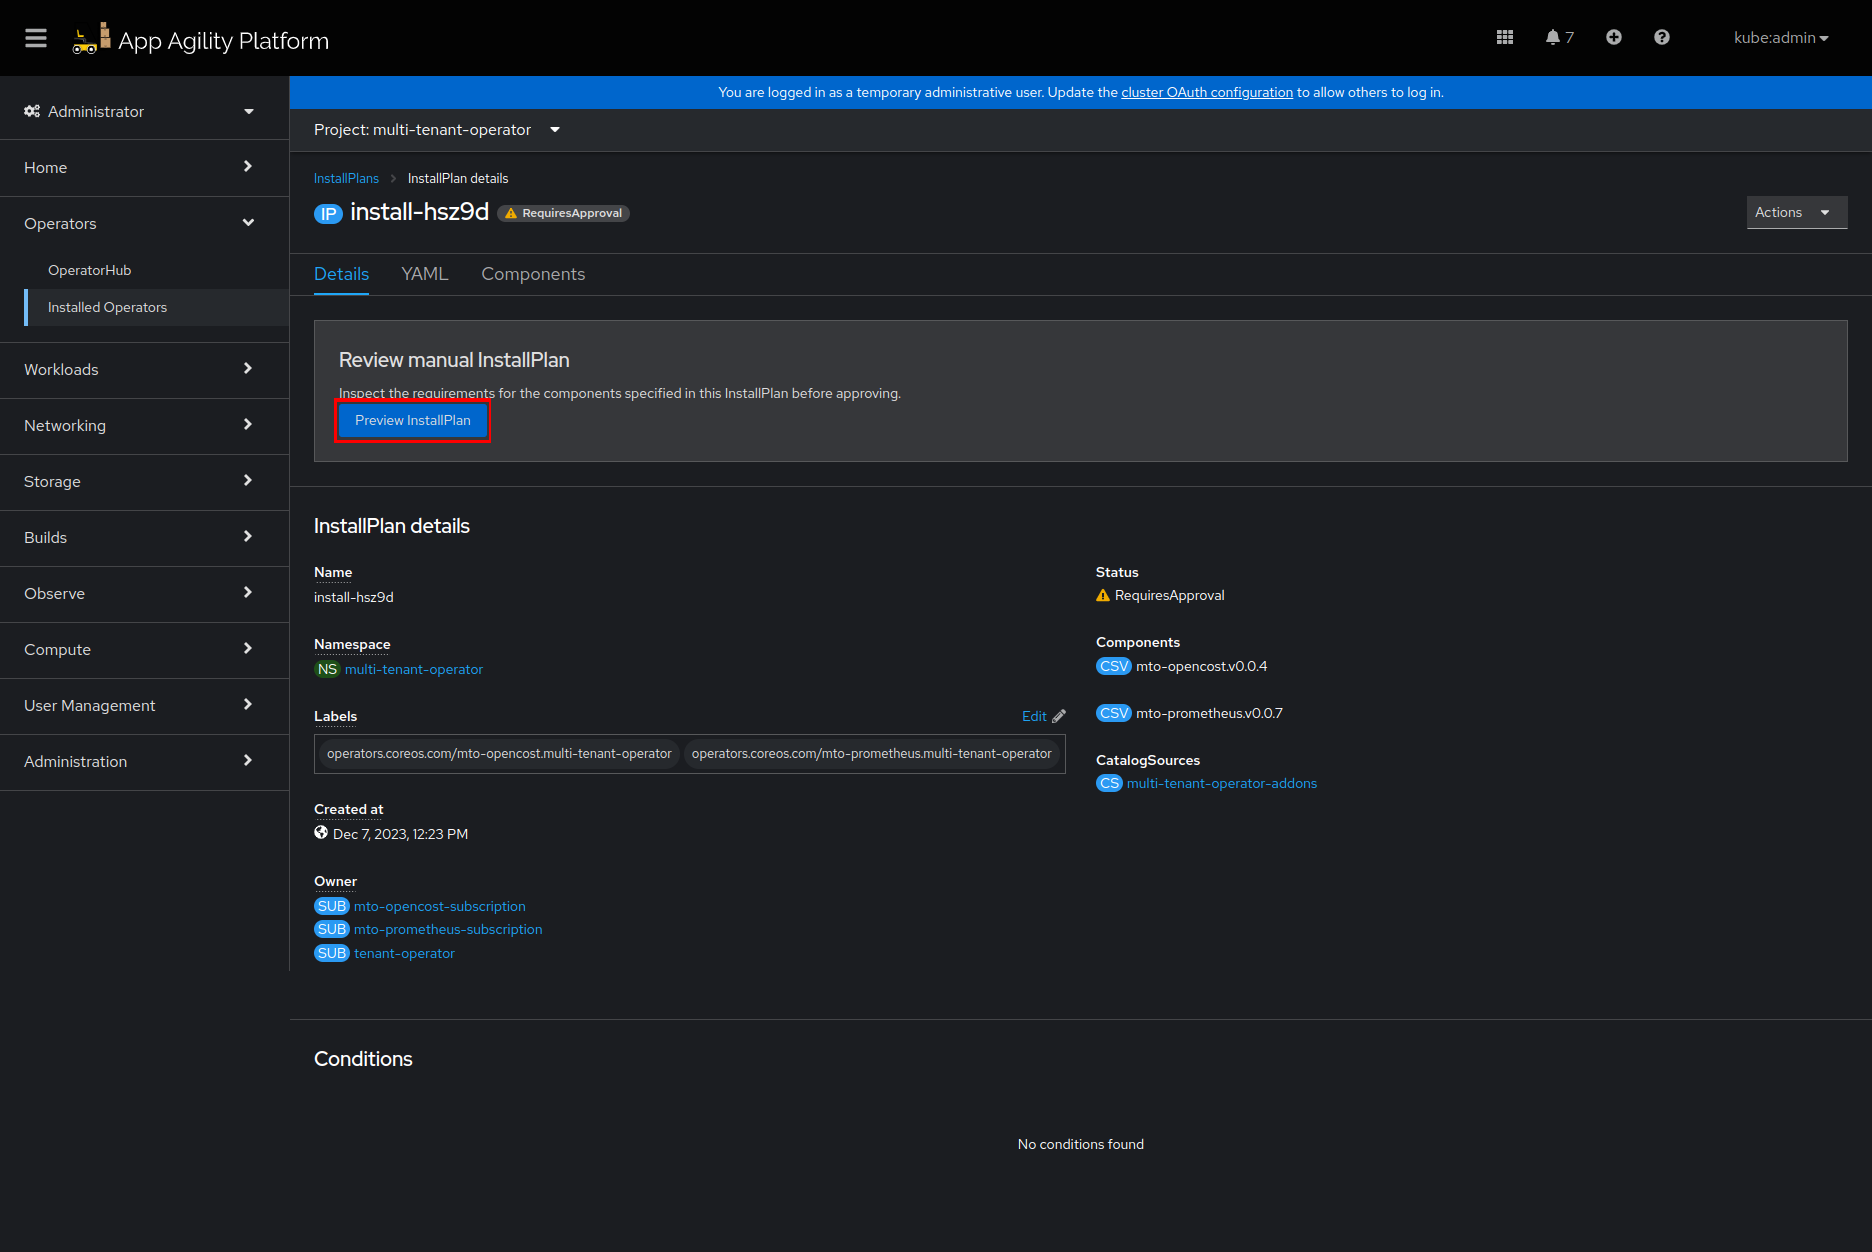 App Agility Platform
7
kube:admin
Administrator
Home
Operators
OperatorHub
Installed Operators
Workloads
Networking
Storage
Builds
Observe
Compute
User Management
Administration
You are logged in as a temporary administrative user. Update the cluster OAuth configuration to allow others to log in.
Project: multi-tenant-operator
InstallPlans InstallPlan details
IP install-hsz9d RequiresApproval
Actions
Details YAML Components
Review manual InstallPlan
Inspect the requirements for the components specified in this InstallPlan before approving.
Preview InstallPlan
InstallPlan details
Name
install-hsz9d
Namespace
NS multi-tenant-operator
Labels Edit
operators.coreos.com/mto-opencost.multi-tenant-operator operators.coreos.com/mto-prometheus.multi-tenant-operator
Created at
Dec 7, 2023, 12:23 PM
Owner
SUB mto-opencost-subscription
SUB mto-prometheus-subscription
SUB tenant-operator
Status
RequiresApproval
Components
CSV mto-opencost.v0.0.4
CSV mto-prometheus.v0.0.7
CatalogSources
CS multi-tenant-operator-addons
Conditions
No conditions found